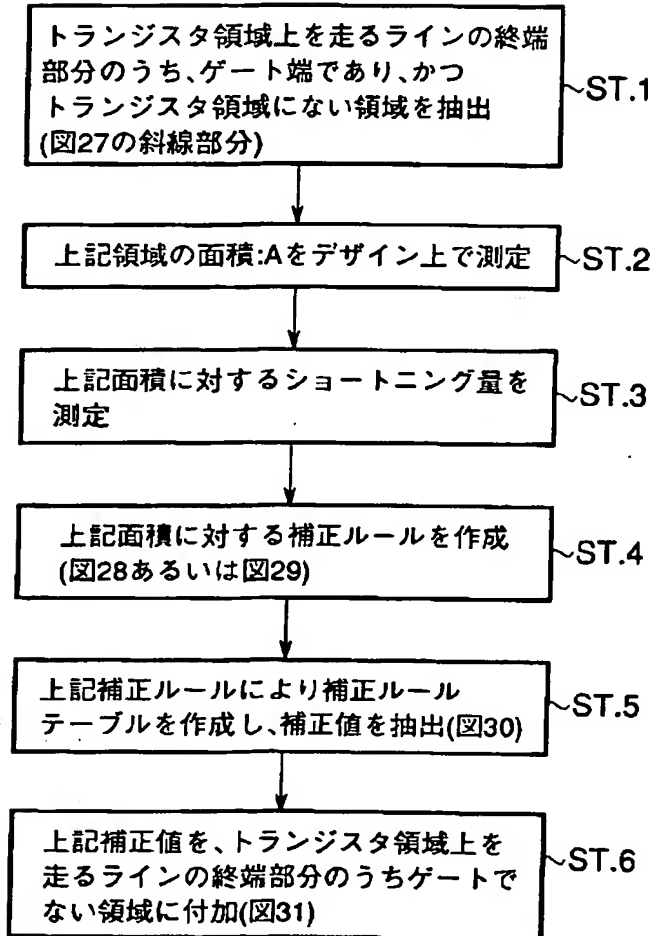 トランジスタ領域上を走るラインの終端
部分のうち、ゲート端であり、かつ
トランジスタ領域にない領域を抽出
(図27の斜線部分)
ST.1
上記領域の面積:Aをデザイン上で測定
ST.2
上記面積に対するショートニング量を
測定
ST.3
上記面積に対する補正ルールを作成
(図28あるいは図29)
ST.4
上記補正ルールにより補正ルール
テーブルを作成し、補正値を抽出(図30)
ST.5
上記補正値を、トランジスタ領域上を
走るラインの終端部分のうちゲートで
ない領域に付加(図31)
ST.6